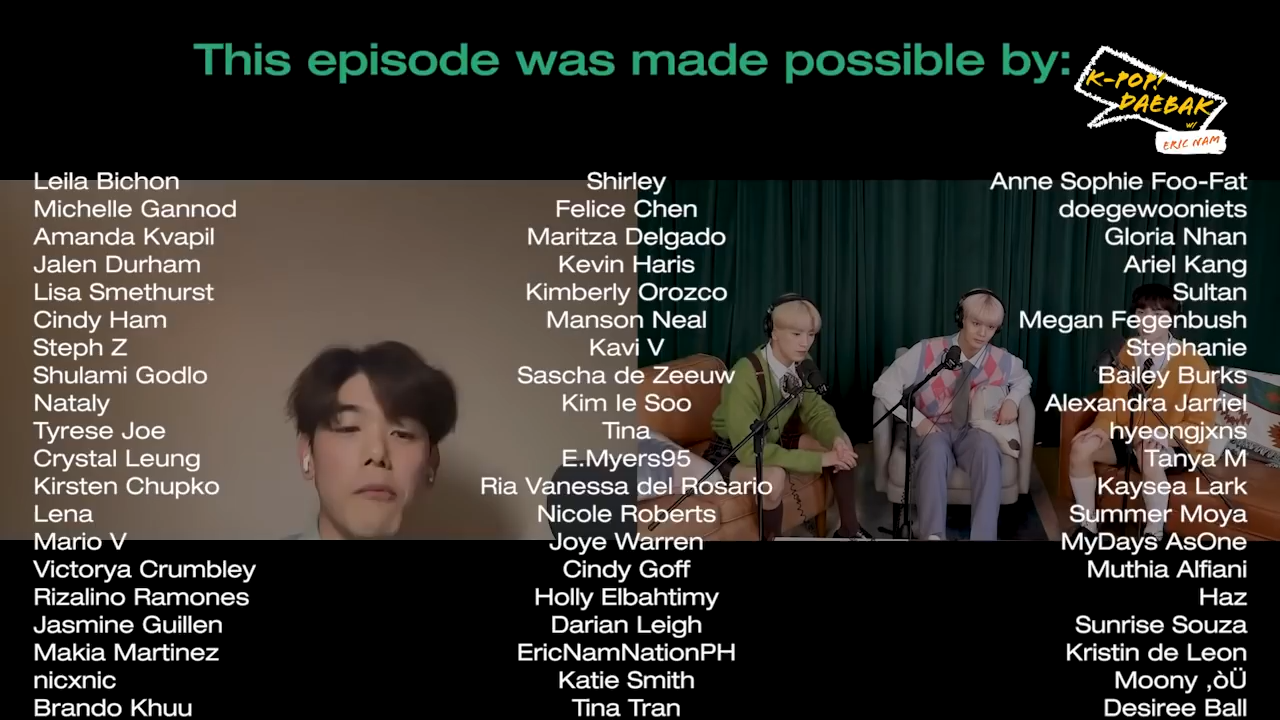 This episode was made possible by:
K-POP!
DAEBAK
w/
ERIC NAM
Leila Bichon
Michelle Gannod
Amanda Kvapil
Jalen Durham
Lisa Smethurst
Cindy Ham
Steph Z
Shulami Godlo
Nataly
Tyrese Joe
Crystal Leung
Kirsten Chupko
Lena
Mario V
Victorya Crumbley
Rizalino Ramones
Jasmine Guillen
Makia Martinez
nicxnic
Brando Khuu
Shirley
Felice Chen
Maritza Delgado
Kevin Haris
Kimberly Orozco
Manson Neal
Kavi V
Sascha de Zeeuw
Kim le Soo
Tina
E.Myers95
Ria Vanessa del Rosario
Nicole Roberts
Joye Warren
Cindy Goff
Holly Elbahtimy
Darian Leigh
EricNamNationPH
Katie Smith
Tina Tran
Anne Sophie Foo-Fat
doegewooniets
Gloria Nhan
Ariel Kang
Sultan
Megan Fegenbush
Stephanie
Bailey Burks
Alexandra Jarriel
hyeongjxns
Tanya M
Kaysea Lark
Summer Moya
MyDays AsOne
Muthia Alfiani
Haz
Sunrise Souza
Kristin de Leon
Moony ‚òÜ
Desiree Ball